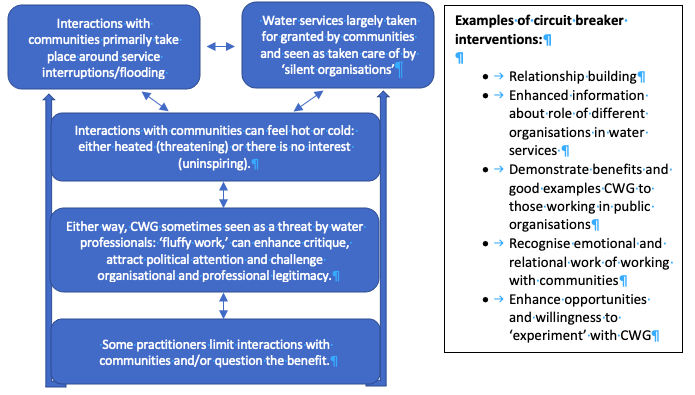 Interactions with
communities primarily take
place around service
interruptions/flooding
Water services largely taken
for granted by communities
and seen as taken care of by
‘silent organisations’¶
Interactions with communities can feel hot or cold:
either heated (threatening) or there is no interest
(uninspiring).¶
Either way, CWG sometimes seen as a threat by water
professionals: ‘fluffy work,’ can enhance critique,
attract political attention and challenge
organisational and professional legitimacy.¶
Some practitioners limit interactions with
communities and/or question the benefit.¶
Examples·of·circuit·breaker·
interventions:¶
¶
•→Relationship·building¶
•→Enhanced·information·
about·role·of·different·
organisations·in·water·
services·¶
•→Demonstrate·benefits·and·
good·examples·CWG·to·
those·working·in·public·
organisations¶
•→Recognise·emotional·and·
relational·work·of·working·
with·communities¶
•→Enhance·opportunities·
and·willingness·to·
‘experiment’·with·CWG¶